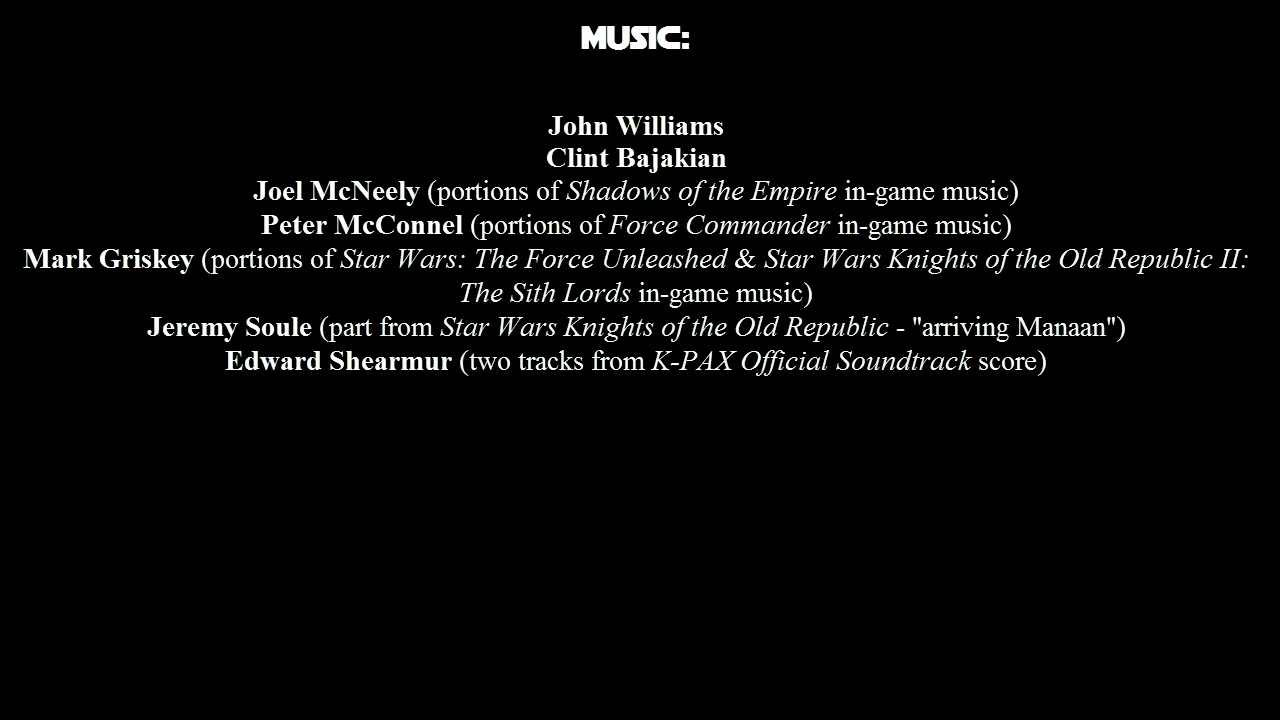 MUSIC:
John Williams
Clint Bajakian
Joel McNeely (portions of Shadows of the Empire in-game music)
Peter McConnel (portions of Force Commander in-game music)
Mark Griskey (portions of Star Wars: The Force Unleashed & Star Wars Knights of the Old Republic II:
The Sith Lords in-game music)
Jeremy Soule (part from Star Wars Knights of the Old Republic - "arriving Manaan")
Edward Shearmur (two tracks from K-PAX Official Soundtrack score)